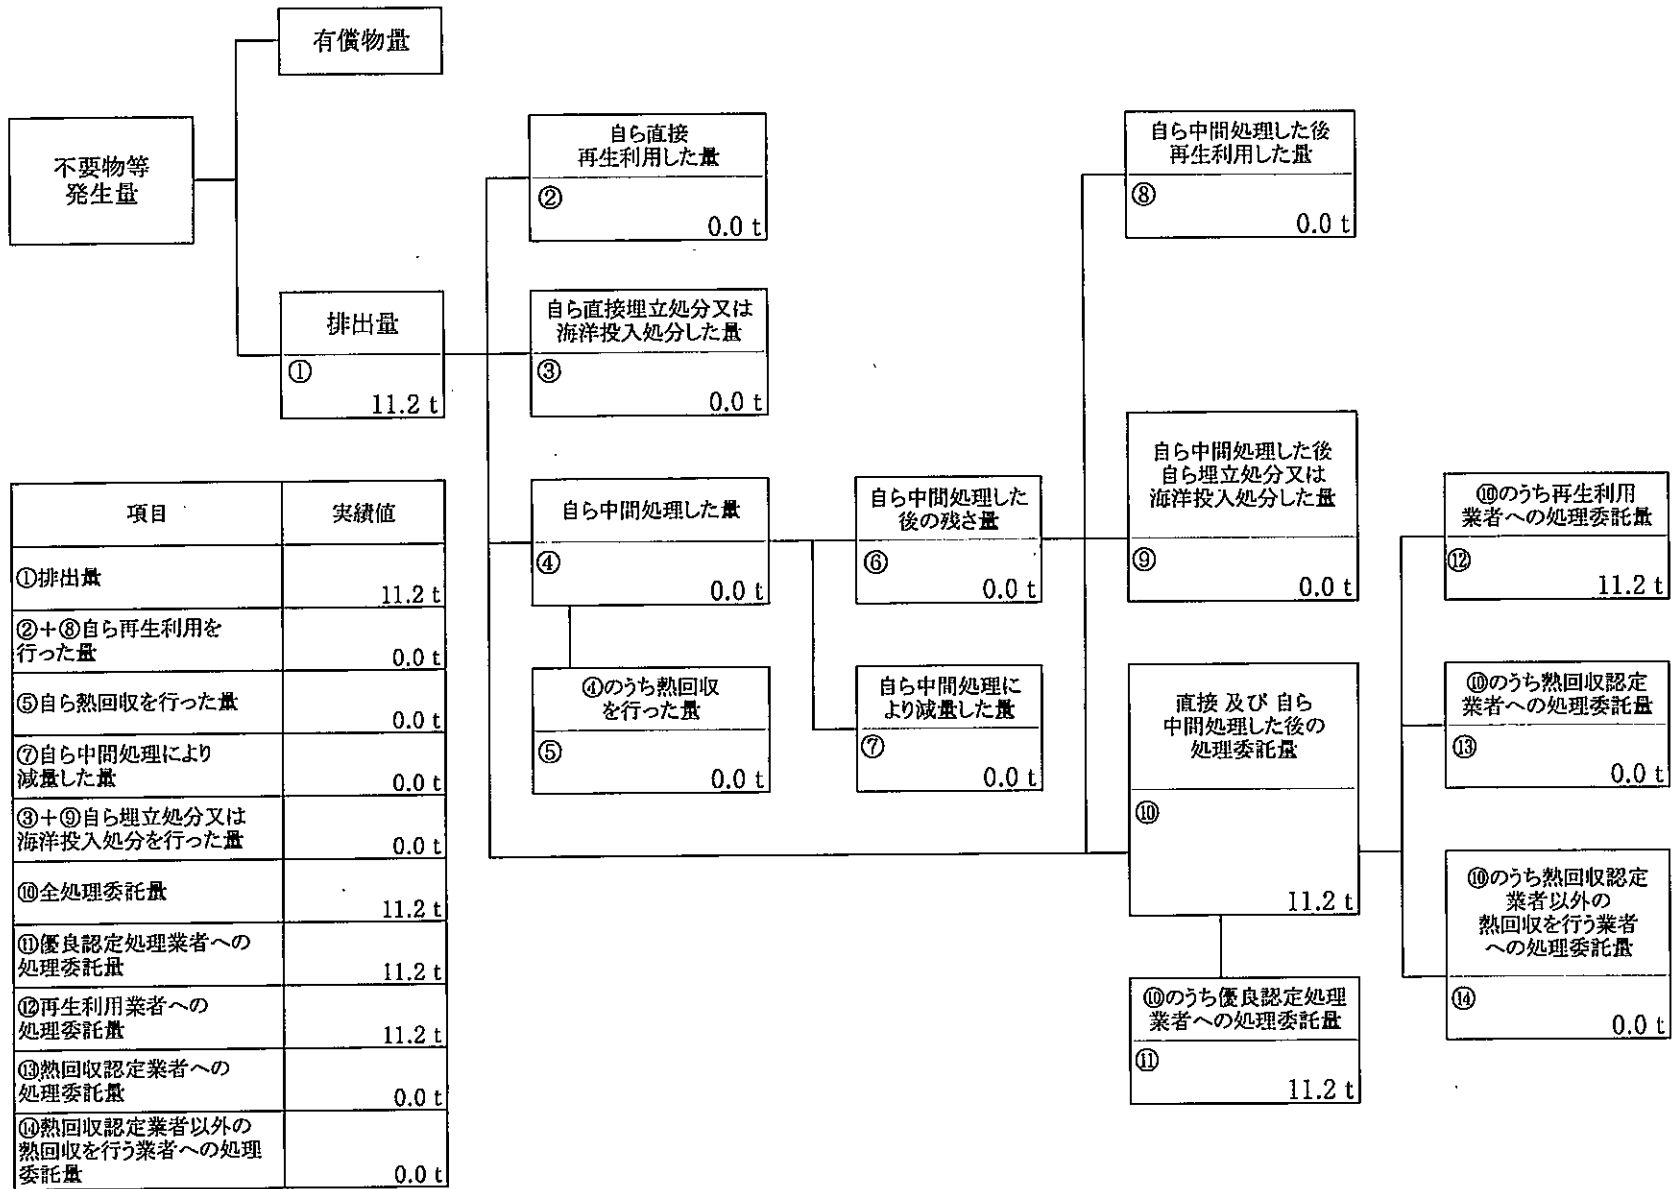 有償物量
不要物等
発生量
排出量
①
11.2 t
自ら直接
再生利用した量
②
0.0 t
自ら直接埋立処分又は
海洋投入処分した量
③
0.0 t
自ら中間処理した量
④
0.0 t
④のうち熱回収
を行った量
⑤
0.0 t
自ら中間処理した
後の残さ量
⑥
0.0 t
自ら中間処理に
より減量した量
⑦
0.0 t
自ら中間処理した後
再生利用した量
⑧
0.0 t
自ら中間処理した後
自ら埋立処分又は
海洋投入処分した量
⑨
0.0 t
直接 及び 自ら
中間処理した後の
処理委託量
⑩
11.2 t
⑩のうち優良認定処理
業者への処理委託量
⑪
11.2 t
⑩のうち再生利用
業者への処理委託量
⑫
11.2 t
⑩のうち熱回収認定
業者への処理委託量
⑬
0.0 t
⑩のうち熱回収認定
業者以外の
熱回収を行う業者
への処理委託量
⑭
0.0 t
項目 実績値
①排出量
11.2 t
②+⑧自ら再生利用を
行った量
0.0 t
⑤自ら熱回収を行った量
0.0 t
⑦自ら中間処理により
減量した量
0.0 t
③+⑨自ら埋立処分又は
海洋投入処分を行った量
0.0 t
⑩全処理委託量
11.2 t
⑪優良認定処理業者への
処理委託量
11.2 t
⑫再生利用業者への
処理委託量
11.2 t
⑬熱回収認定業者への
処理委託量
0.0 t
⑭熱回収認定業者以外の
熱回収を行う業者への処理
委託量
0.0 t